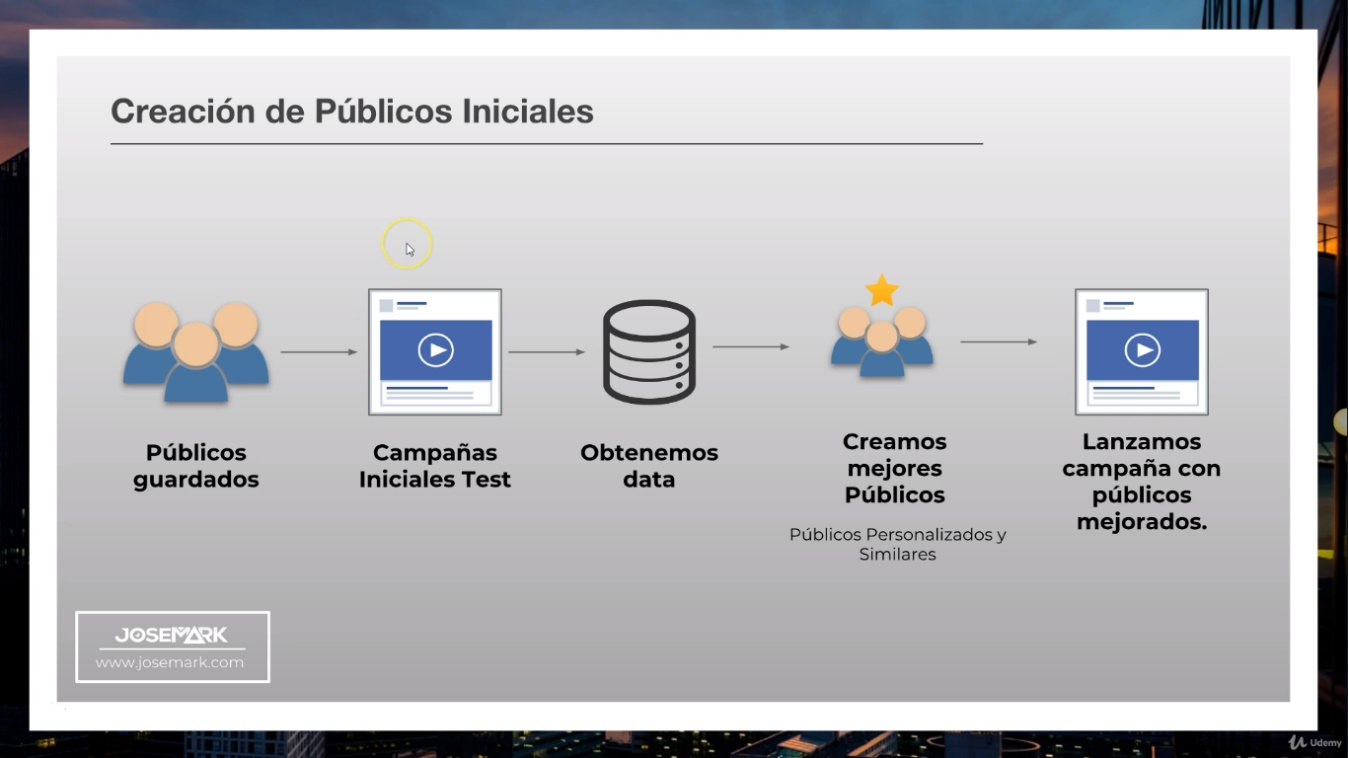 Creación de Públicos Iniciales
Públicos
guardados
Campañas
Iniciales Test
Obtenemos
data
Creamos
mejores
Públicos
Públicos Personalizados y
Similares
Lanzamos
campaña con
públicos
mejorados.
JOSEMARK
www.josemark.com
Udemy